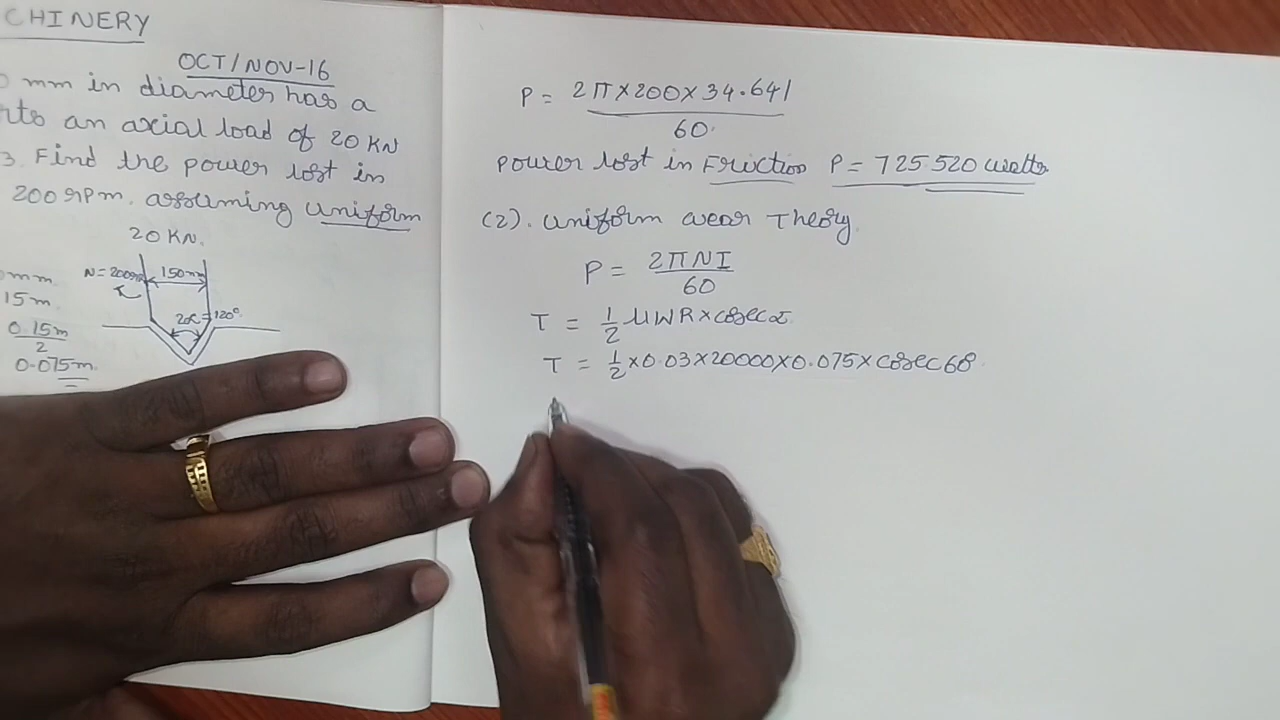 CHINERY
OCT/NOV-16
mm in diameter has a
rts an axial load of 20 KN
3. Find the power lost in
200 rpm. assuming uniform
20 KN.
N=200rpm 150mm
2α=120°
0mm
15m.
0.15m
2
0.075m.
P = 2π×200×34.641
60.
power lost in Friction P = 725.520 watts
(2). uniform wear Theory.
P = 2πNT
60
T = 1/2 μWR×cosec α
T = 1/2 ×0.03×20000×0.075×cosec 60